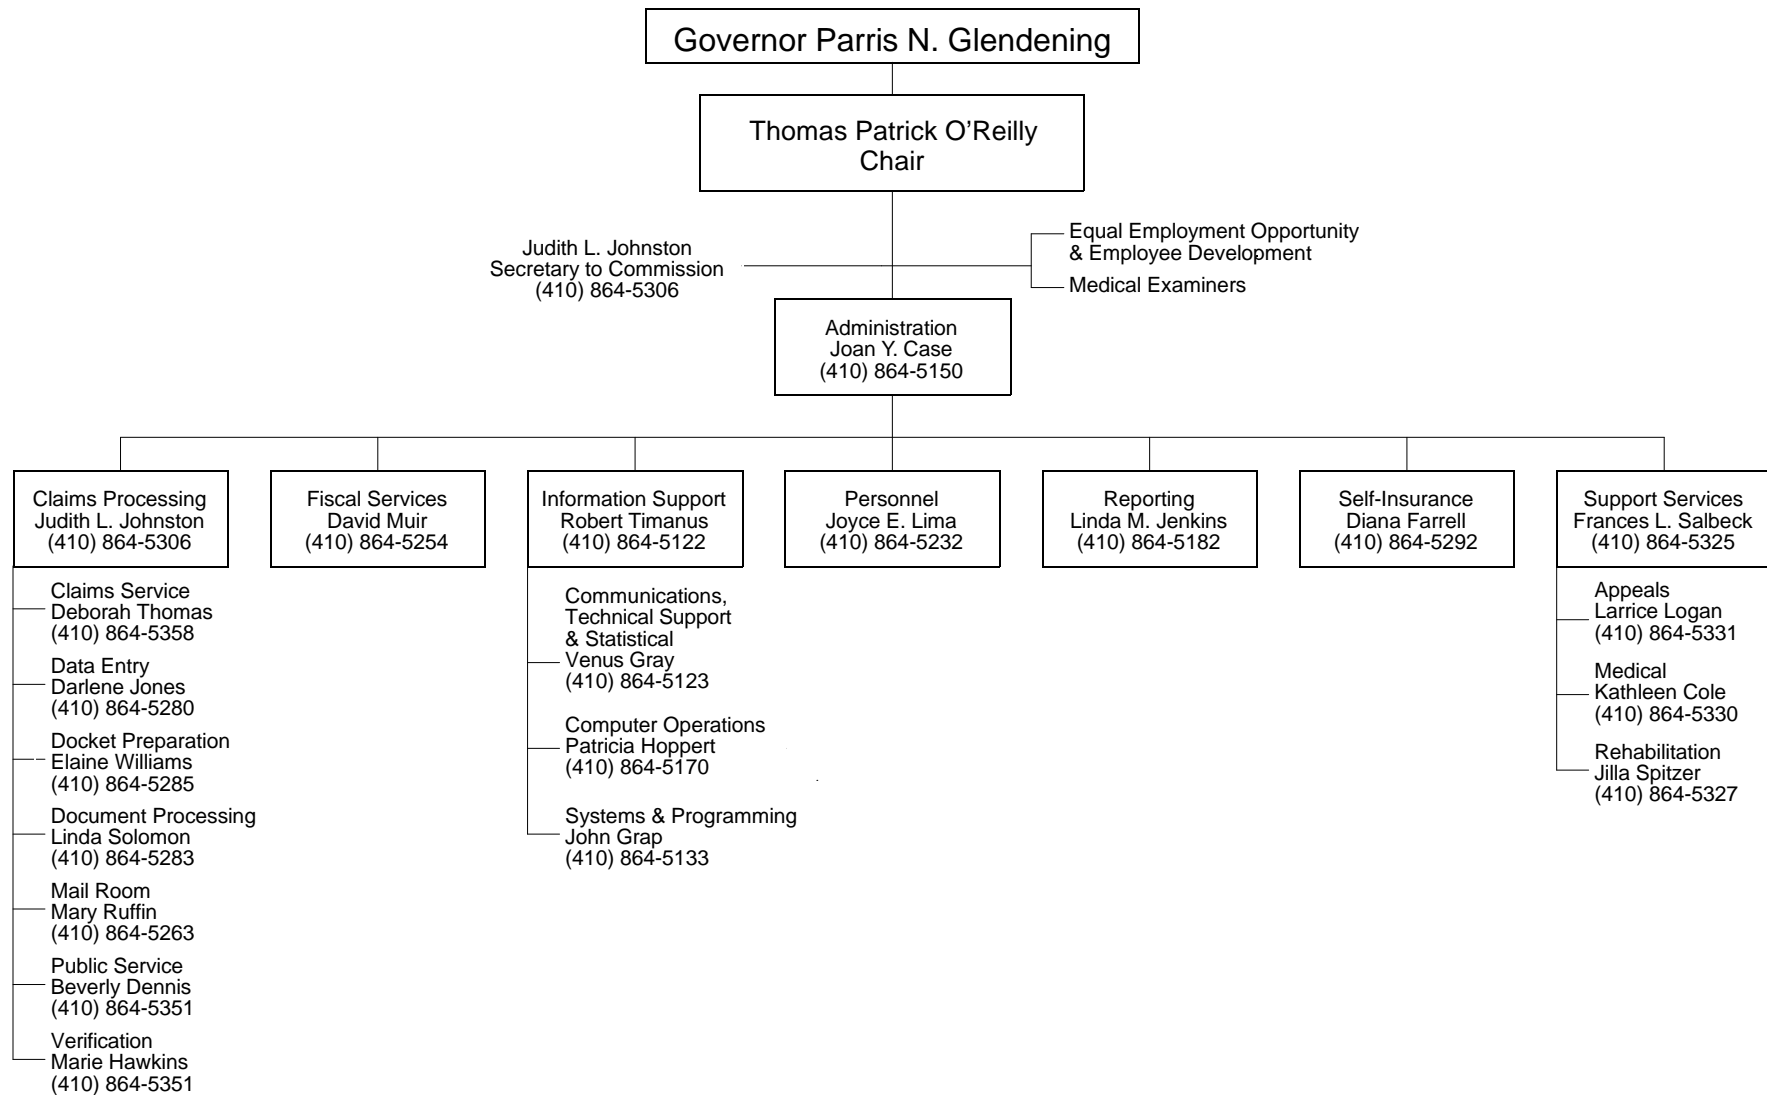 Governor Parris N. Glendening
Thomas Patrick O'Reilly
Chair
Judith L. Johnston
Secretary to Commission
(410) 864-5306
Equal Employment Opportunity
& Employee Development
Medical Examiners
Administration
Joan Y. Case
(410) 864-5150
Claims Processing
Judith L. Johnston
(410) 864-5306
Fiscal Services
David Muir
(410) 864-5254
Information Support
Robert Timanus
(410) 864-5122
Personnel
Joyce E. Lima
(410) 864-5232
Reporting
Linda M. Jenkins
(410) 864-5182
Self-Insurance
Diana Farrell
(410) 864-5292
Support Services
Frances L. Salbeck
(410) 864-5325
Claims Service
Deborah Thomas
(410) 864-5358
Data Entry
Darlene Jones
(410) 864-5280
Docket Preparation
Elaine Williams
(410) 864-5285
Document Processing
Linda Solomon
(410) 864-5283
Mail Room
Mary Ruffin
(410) 864-5263
Public Service
Beverly Dennis
(410) 864-5351
Verification
Marie Hawkins
(410) 864-5351
Communications,
Technical Support
& Statistical
Venus Gray
(410) 864-5123
Computer Operations
Patricia Hoppert
(410) 864-5170
Systems & Programming
John Grap
(410) 864-5133
Appeals
Larrice Logan
(410) 864-5331
Medical
Kathleen Cole
(410) 864-5330
Rehabilitation
Jilla Spitzer
(410) 864-5327